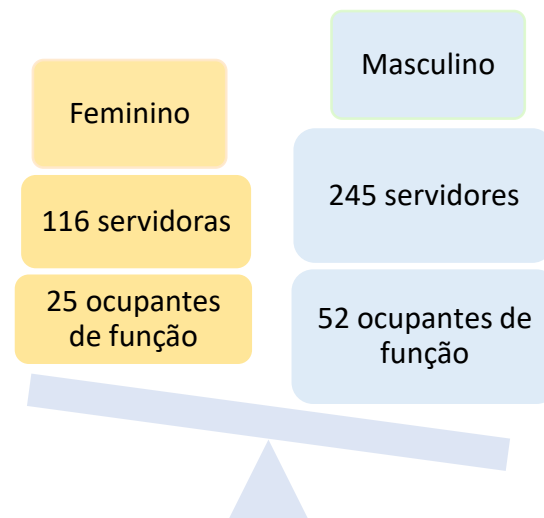 Feminino
116 servidoras
25 ocupantes
de função
Masculino
245 servidores
52 ocupantes de
função